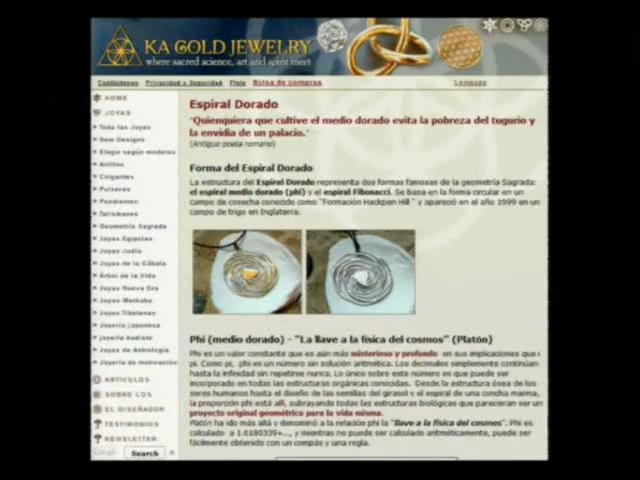 KA GOLD JEWELRY
where sacred science, art and spirit meet
Contáctenos Privacidad y Seguridad Flete Bolsa de compras Lenguas
HOME
JOYAS
Toda las Joyas
New Designs
Elegir según modelos
Anillos
Colgantes
Pulseras
Pendientes
Talismanes
Geometría Sagrada
Joyas Egipcias
Joyas Judía
Joyas de la Cábala
Árbol de la Vida
Joyas Nueva Era
Joyas Merkaba
Joyas Tibetanas
Joyería japonesa
joyería budista
Joyas de Astrología
Joyería de motivación
ARTICULOS
SOBRE LOS
EL DISEÑADOR
TESTIMONIOS
NEWSLETTER
Search
Espiral Dorado
"Quienquiera que cultive el medio dorado evita la pobreza del tugurio y
la envidia de un palacio."
(Antiguo poeta romano)
Forma del Espiral Dorado
La estructura del Espiral Dorado representa dos formas famosas de la geometría Sagrada:
el espiral medio dorado (phi) y el espiral Fibonacci. Se basa en la forma circular en un
campo de cosecha conocido como "Formación Hackpen Hill " y apareció en el año 1999 en un
campo de trigo en Inglaterra.
Phi (medio dorado) - "La llave a la física del cosmos" (Platón)
Phi es un valor constante que es aún más misterioso y profundo en sus implicaciones que
pi. Como pi, phi es un número sin solución aritmética. Los decimales simplemente continúan
hasta la infinidad sin repetirse nunca. Lo único sobre este número es que puede ser
incorporado en todas las estructuras orgánicas conocidas. Desde la estructura ósea de los
seres humanos hasta el diseño de las semillas del girasol y el espiral de una concha marina,
la proporción phi está allí, subrayando todas las estructuras biológicas que parecieran ser un
proyecto original geométrico para la vida misma.
Platón ha ido más allá y denominó a la relación phi la "llave a la física del cosmos". Phi es
calculado a 1.6180339+..., y mientras no puede ser calculado aritméticamente, puede ser
fácilmente obtenido con un compás y una regla.